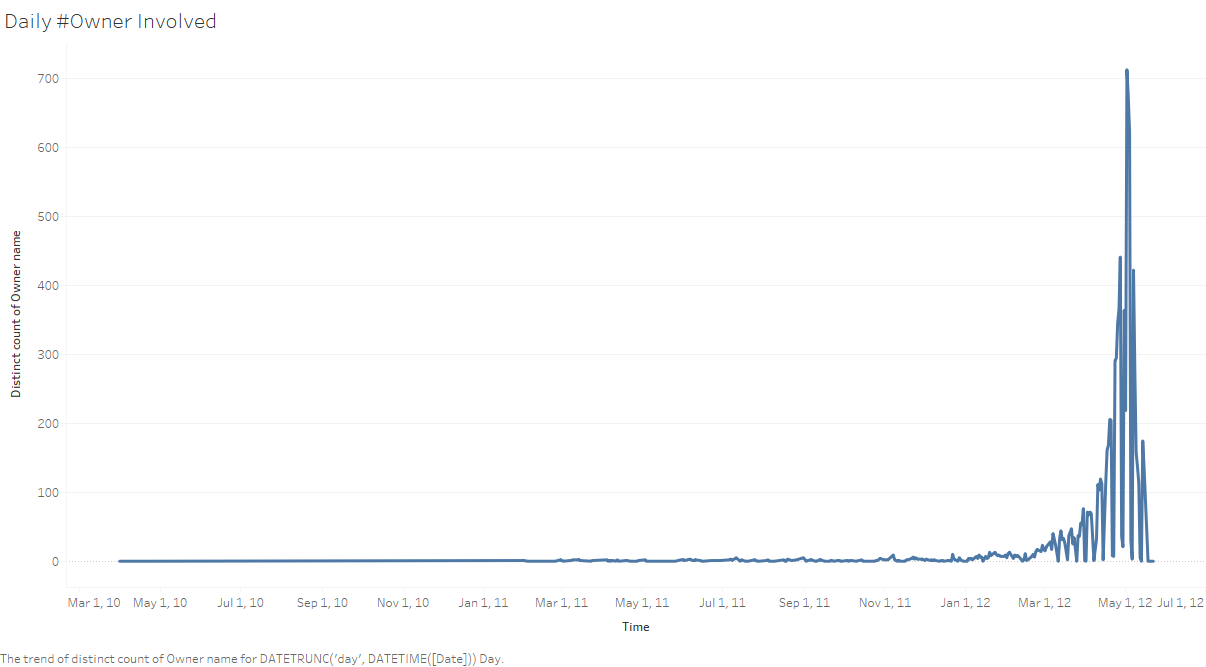 Daily #Owner Involved
700
600
500
400
300
200
100
0
Distinct count of Owner name
Mar 1, 10 May 1, 10 Jul 1, 10 Sep 1, 10 Nov 1, 10 Jan 1, 11 Mar 1, 11 May 1, 11 Jul 1, 11 Sep 1, 11 Nov 1, 11 Jan 1, 12 Mar 1, 12 May 1, 12 Jul 1, 12
Time
The trend of distinct count of Owner name for DATETRUNC('day', DATETIME([Date])) Day.